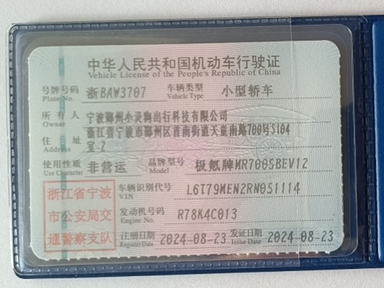 中华人民共和国机动车行驶证
Vehicle License of the People's Republic of China
号牌号码 浙BAW3707 车辆类型 小型轿车
Plate No. Vehicle Type
所有人 宁波鄞州小灵狗出行科技有限公司
Owner
住址 浙江省宁波市鄞州区首南街道天童南路700号5104
Address 室-2
使用性质 非营运 品牌型号 极氪牌MR7005BEV12
Use Character Model
浙江省宁波 车辆识别代号 L6T79MEN2RN051114
VIN
市公安局交 发动机号码 RT8K4C013
Engine No.
通警察支队 注册日期 2024-08-23 发证日期 2024-08-23
Register Date Issue Date